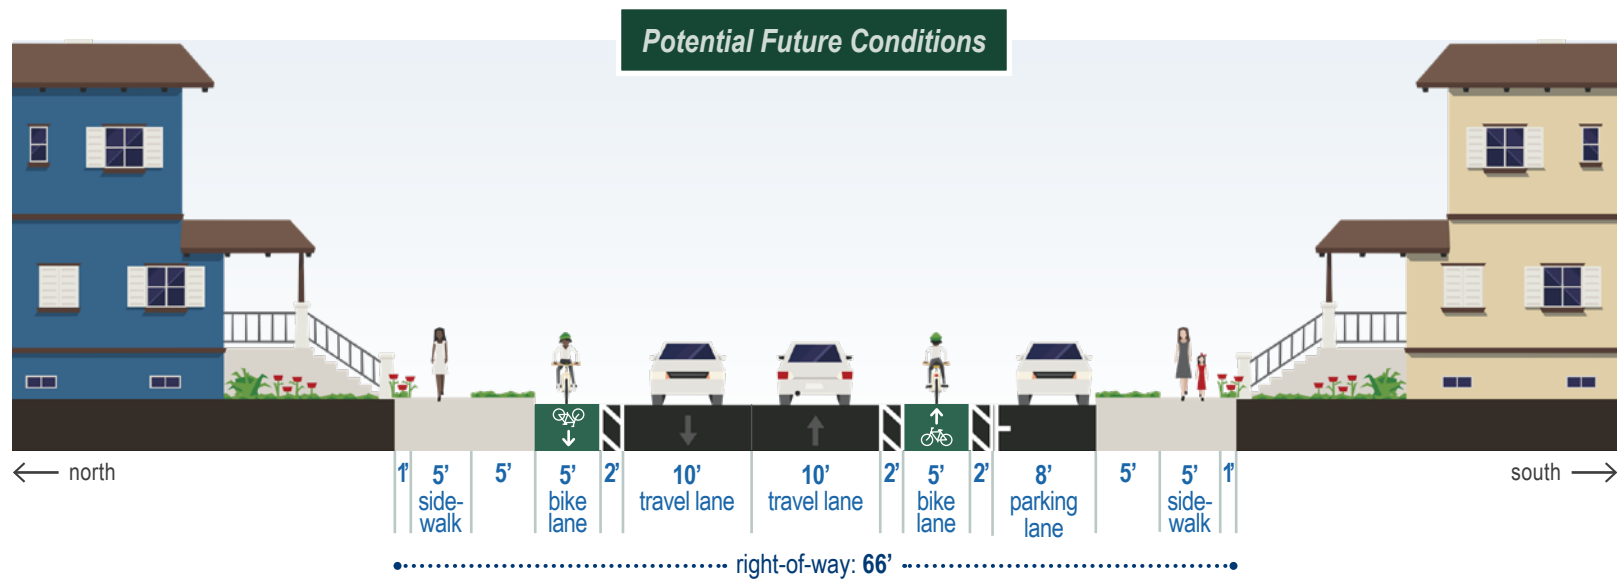 Potential Future Conditions
north
south
1’
5’
side-
walk
5’
5’
bike
lane
2’
10’
travel lane
10’
travel lane
2’
5’
bike
lane
2’
8’
parking
lane
5’
5’
side-
walk
1’
right-of-way: 66’